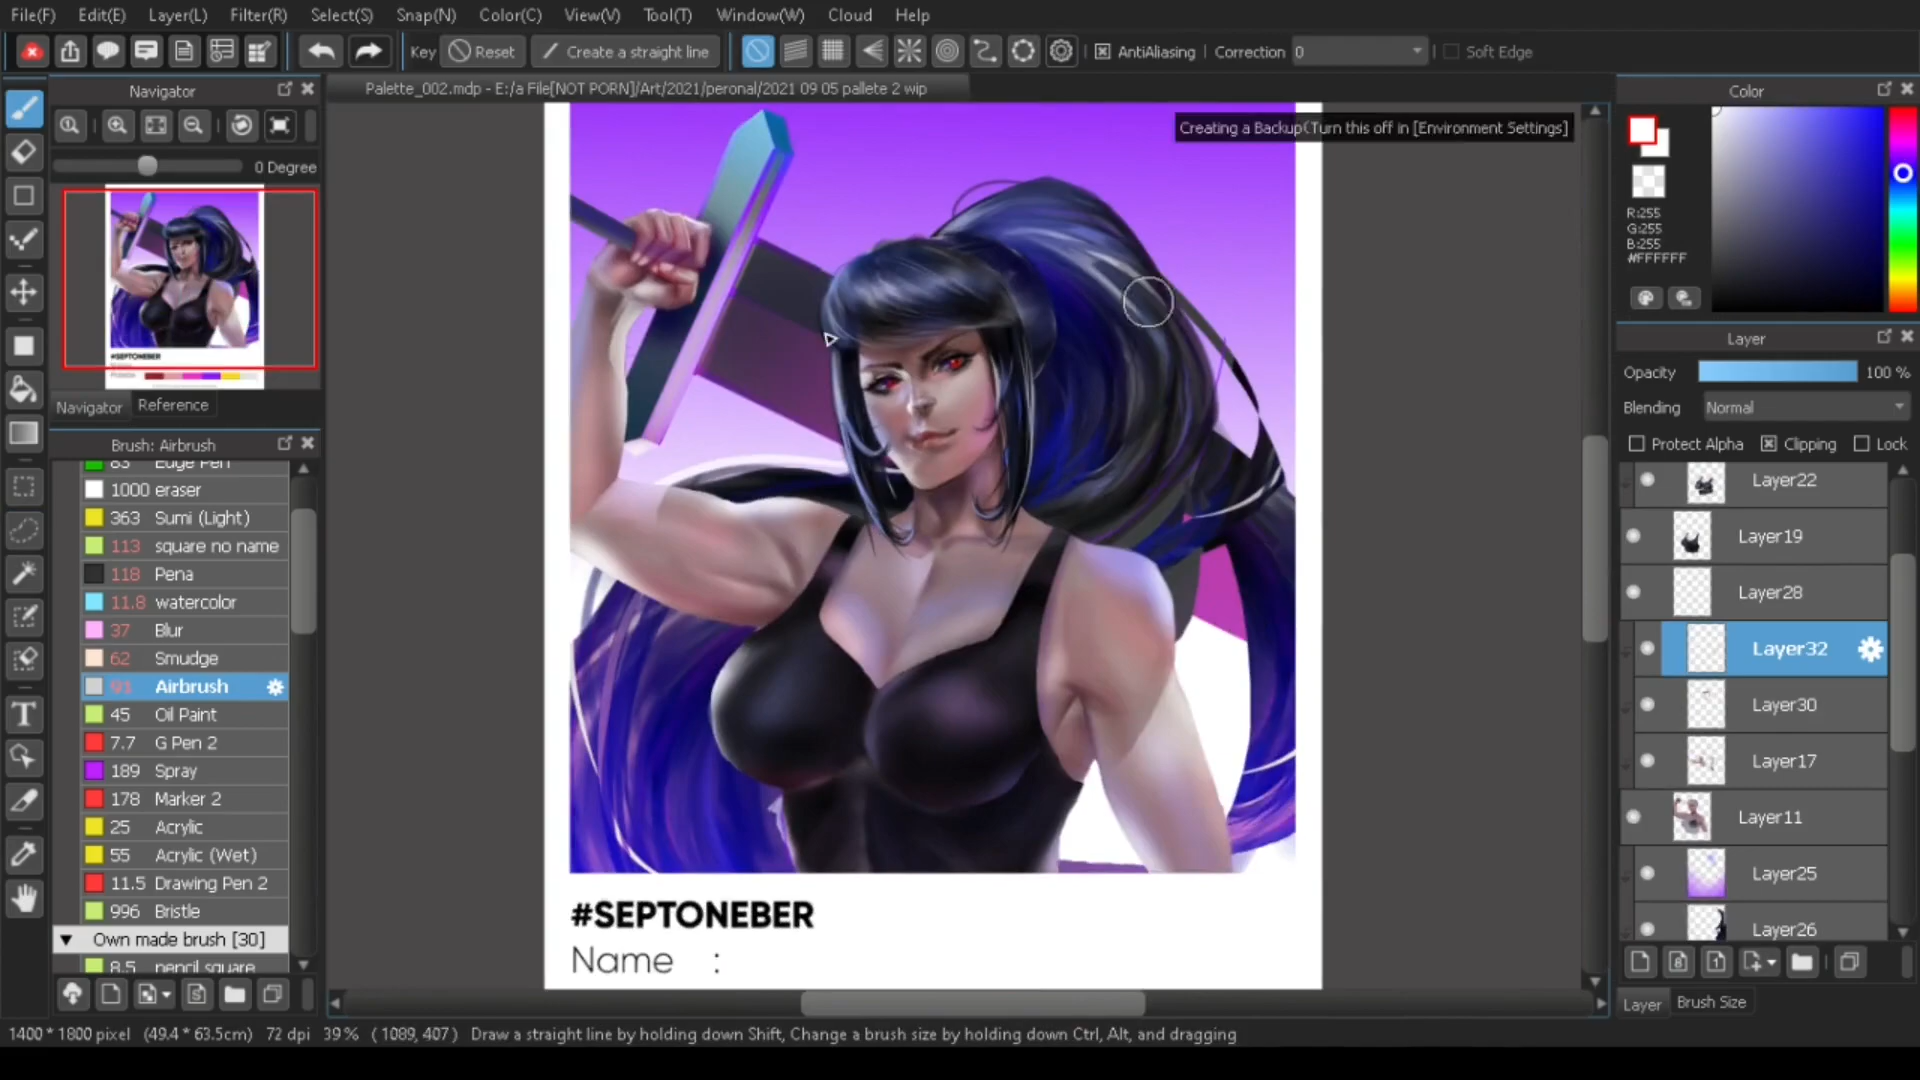 File(F) Edit(E) Layer(L) Filter(R) Select(S) Snap(N) Color(C) View(V) Tool(T) Window(W) Cloud Help
Key Reset Create a straight line AntiAliasing Correction 0 Soft Edge
Navigator
Palette_002.mdp - E:/a File[NOT PORN]/Art/2021/peronal/2021 09 05 pallete 2 wip
Creating a Backup(Turn this off in [Environment Settings]
0 Degree
#SEPTONEBER
Navigator Reference
Brush: Airbrush
83 Edge Pen
1000 eraser
363 Sumi (Light)
113 square no name
118 Pena
11.8 watercolor
37 Blur
62 Smudge
Airbrush
45 Oil Paint
7.7 G Pen 2
189 Spray
178 Marker 2
25 Acrylic
55 Acrylic (Wet)
11.5 Drawing Pen 2
996 Bristle
Own made brush [30]
8.5 pencil square
#SEPTONEBER
Name :
Color
R:255
G:255
B:255
#FFFFFF
Layer
Opacity 100 %
Blending Normal
Protect Alpha Clipping Lock
Layer22
Layer19
Layer28
Layer32
Layer30
Layer17
Layer11
Layer25
Layer26
Layer Brush Size
1400 * 1800 pixel (49.4 * 63.5cm) 72 dpi 39 % ( 1089, 407 ) Draw a straight line by holding down Shift, Change a brush size by holding down Ctrl, Alt, and dragging